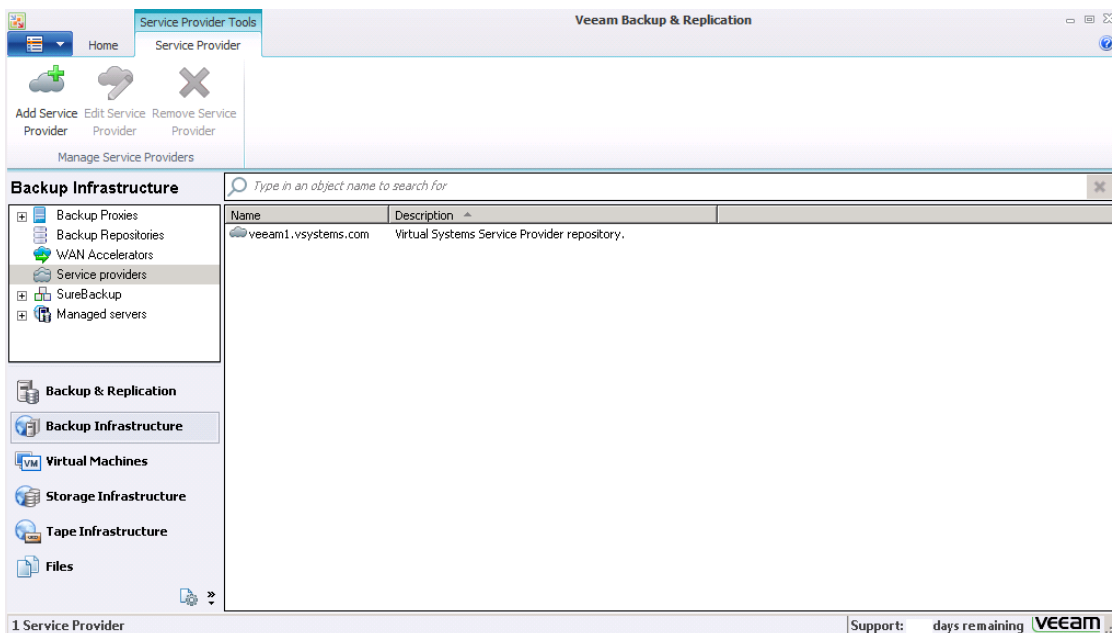 Service Provider Tools
Veeam Backup & Replication
Home
Service Provider
Add Service Provider
Edit Service Provider
Remove Service Provider
Manage Service Providers
Backup Infrastructure
Type in an object name to search for
Backup Proxies
Backup Repositories
WAN Accelerators
Service providers
SureBackup
Managed servers
Name
Description
veeam1.vsystems.com
Virtual Systems Service Provider repository.
Backup & Replication
Backup Infrastructure
VM
Virtual Machines
Storage Infrastructure
Tape Infrastructure
Files
1 Service Provider
Support: days remaining
veeam